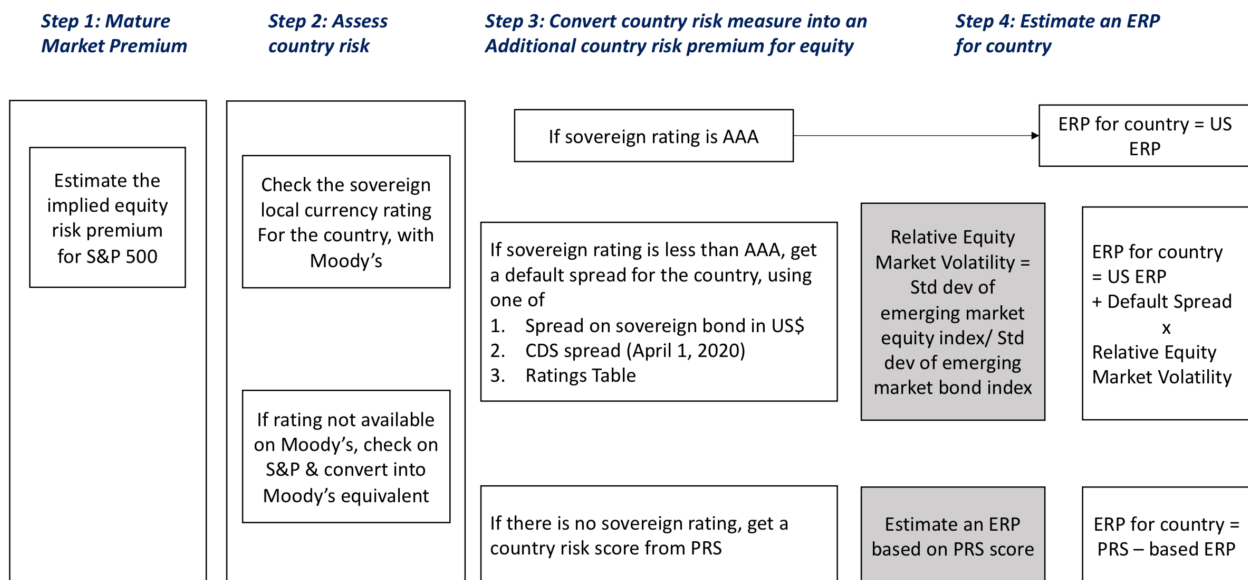 Step 1: Mature
Market Premium
Step 2: Assess
country risk
Step 3: Convert country risk measure into an
Additional country risk premium for equity
Step 4: Estimate an ERP
for country
Estimate the
implied equity
risk premium
for S&P 500
Check the sovereign
local currency rating
For the country, with
Moody’s
If rating not available
on Moody’s, check on
S&P & convert into
Moody’s equivalent
If sovereign rating is AAA
ERP for country = US
ERP
If sovereign rating is less than AAA, get
a default spread for the country, using
one of
1. Spread on sovereign bond in US$
2. CDS spread (April 1, 2020)
3. Ratings Table
Relative Equity
Market Volatility =
Std dev of
emerging market
equity index/ Std
dev of emerging
market bond index
ERP for country
= US ERP
+ Default Spread
x
Relative Equity
Market Volatility
If there is no sovereign rating, get a
country risk score from PRS
Estimate an ERP
based on PRS score
ERP for country =
PRS – based ERP